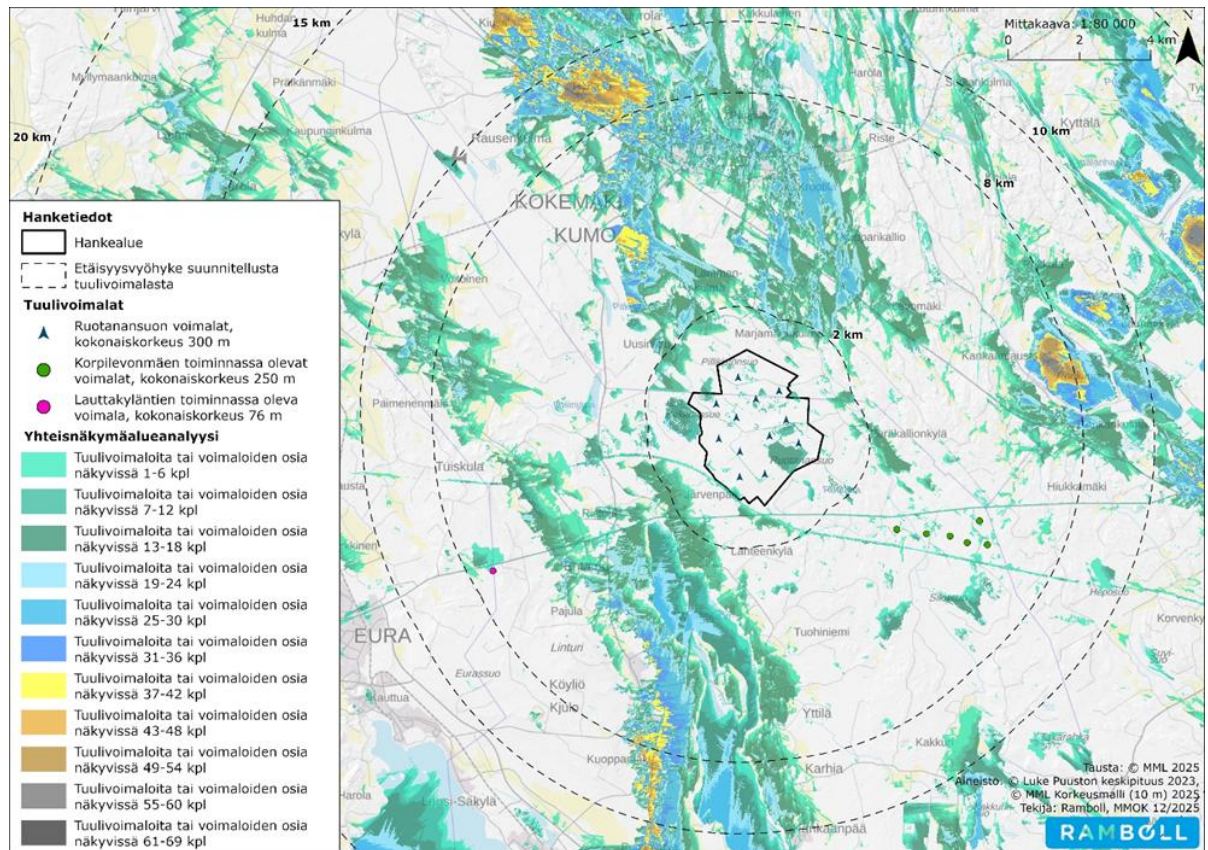 Huhdankulma
15 km
Mittakaava: 1:80 000
0 2 4 km
Myllymaankulma
Prätkänmäki
Harola
Kaupunginkulma
20 km
Rausenkulma
Riste
10 km
Kyttälä
8 km
KOKEMÄKI
KUMO
2 km
Uusin
Tuiskula
Järvenpää
Hiukkamäki
Lähteenkylä
Pajula
Tuohiniemi
EURA
Linturi
Eurassuo
Köyliö
Kjulo
Kauttua
Yttilä
Karhia
Harola
Hanketiedot
Hankealue
Etäisyysvyöhyke suunnitellusta
tuulivoimalasta
Tuulivoimalat
Ruotanansuon voimalat,
kokonaiskorkeus 300 m
Korpilevonmäen toiminnassa olevat
voimalat, kokonaiskorkeus 250 m
Lauttakyläntien toiminnassa oleva
voimala, kokonaiskorkeus 76 m
Yhteisnäkymäalueanalyysi
Tuulivoimaloita tai voimaloiden osia
näkyvissä 1-6 kpl
Tuulivoimaloita tai voimaloiden osia
näkyvissä 7-12 kpl
Tuulivoimaloita tai voimaloiden osia
näkyvissä 13-18 kpl
Tuulivoimaloita tai voimaloiden osia
näkyvissä 19-24 kpl
Tuulivoimaloita tai voimaloiden osia
näkyvissä 25-30 kpl
Tuulivoimaloita tai voimaloiden osia
näkyvissä 31-36 kpl
Tuulivoimaloita tai voimaloiden osia
näkyvissä 37-42 kpl
Tuulivoimaloita tai voimaloiden osia
näkyvissä 43-48 kpl
Tuulivoimaloita tai voimaloiden osia
näkyvissä 49-54 kpl
Tuulivoimaloita tai voimaloiden osia
näkyvissä 55-60 kpl
Tuulivoimaloita tai voimaloiden osia
näkyvissä 61-69 kpl
Tausta: © MML 2025
Aineisto: © Luke Puuston keskipituus 2023,
© MML Korkeusmalli (10 m) 2025
Tekijä: Ramboll, MMOK 12/2025
RAMBOLL